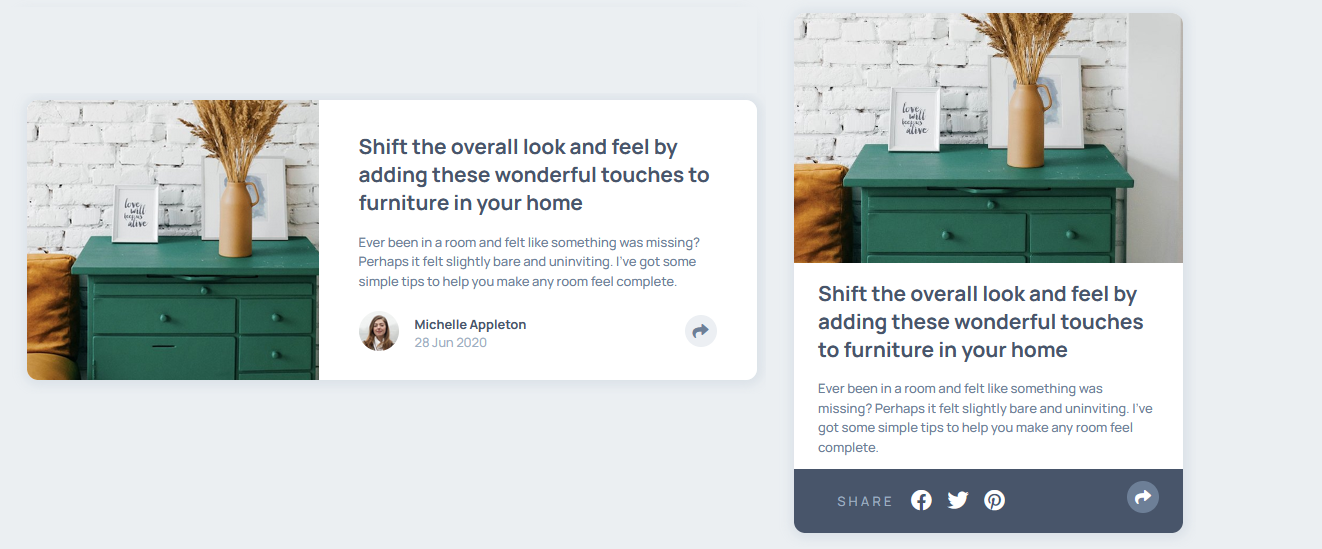 love
will
keep us
alive
Shift the overall look and feel by
adding these wonderful touches to
furniture in your home
Ever been in a room and felt like something was missing?
Perhaps it felt slightly bare and uninviting. I've got some
simple tips to help you make any room feel complete.
Michelle Appleton
28 Jun 2020
love
will
keep us
alive
Shift the overall look and feel by
adding these wonderful touches
to furniture in your home
Ever been in a room and felt like something was
missing? Perhaps it felt slightly bare and uninviting. I've
got some simple tips to help you make any room feel
complete.
SHARE